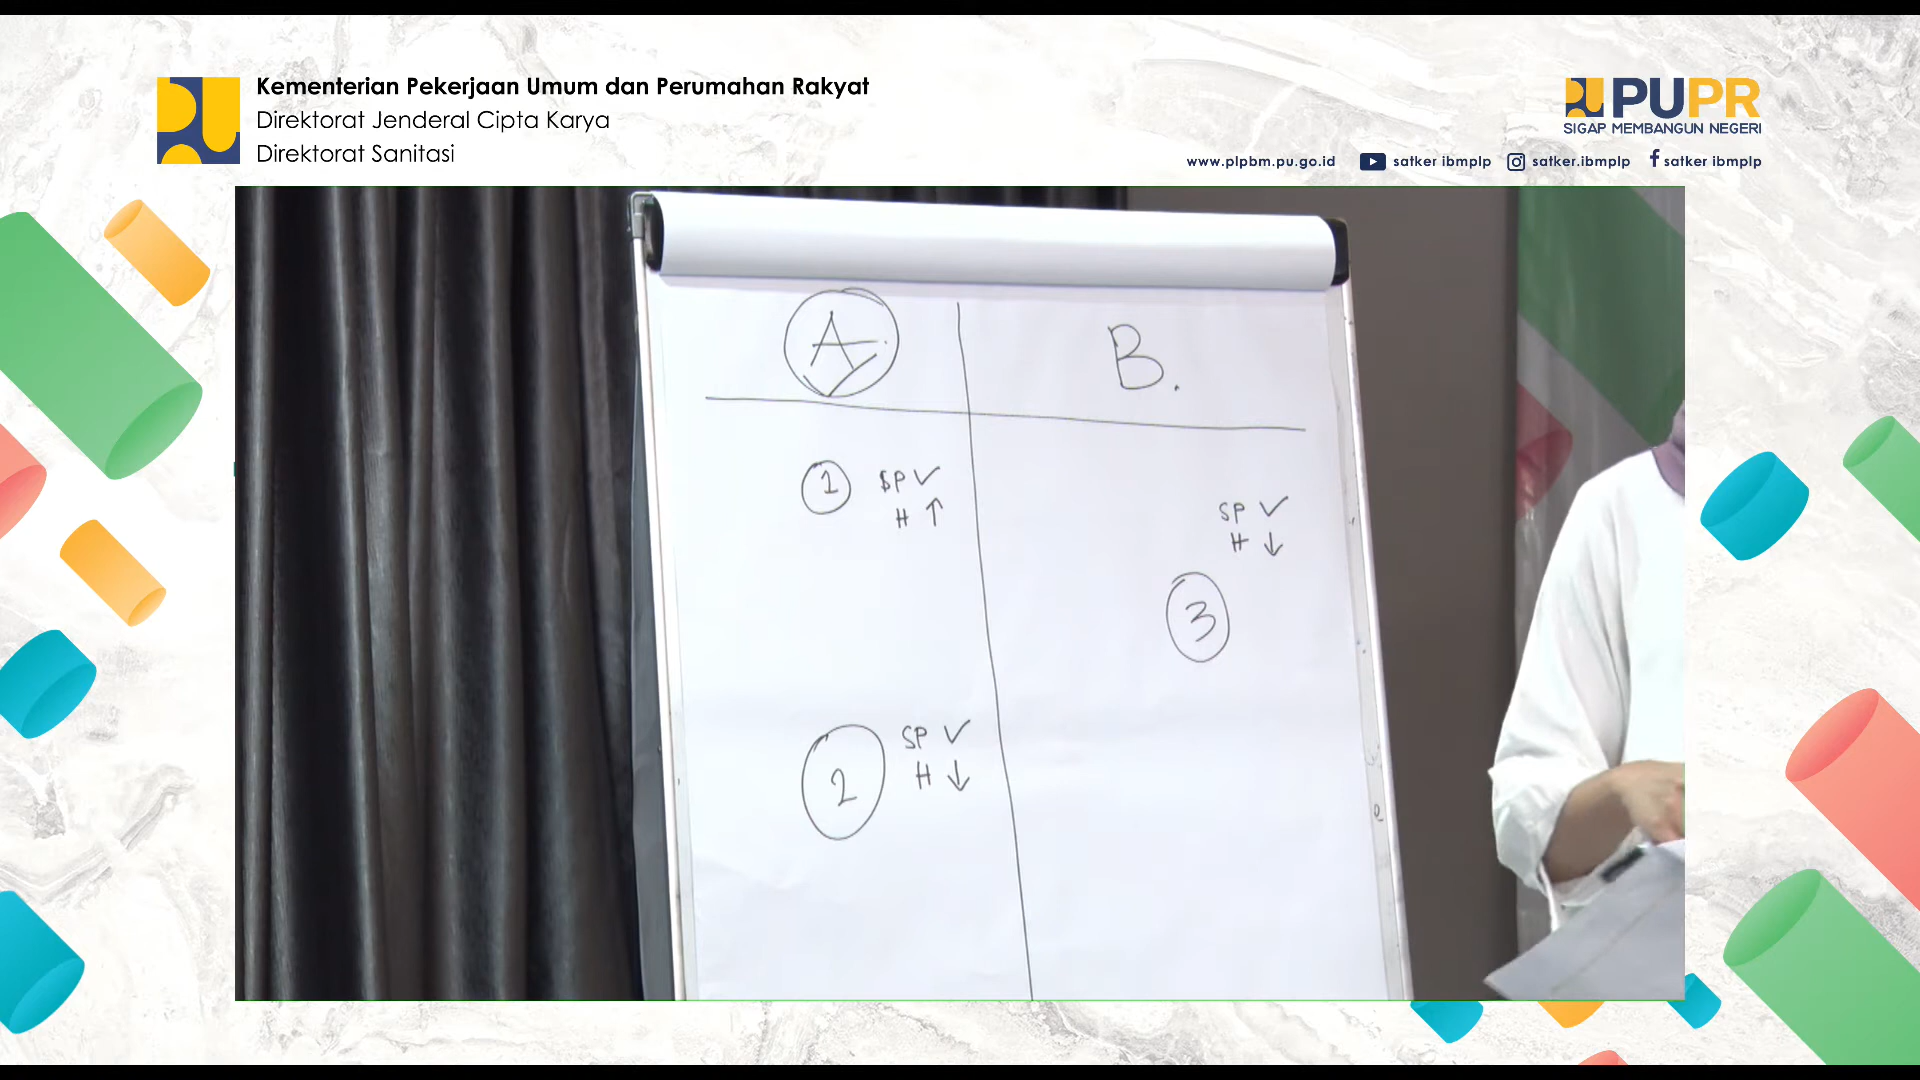 Kementerian Pekerjaan Umum dan Perumahan Rakyat
Direktorat Jenderal Cipta Karya
Direktorat Sanitasi
PUPR
SIGAP MEMBANGUN NEGERI
www.plpbm.pu.go.id satker ibmplp satker.ibmplp satker ibmplp
A B.
1 SP ✓
H ↑
SP ✓
H ↓
3
2 SP ✓
H ↓